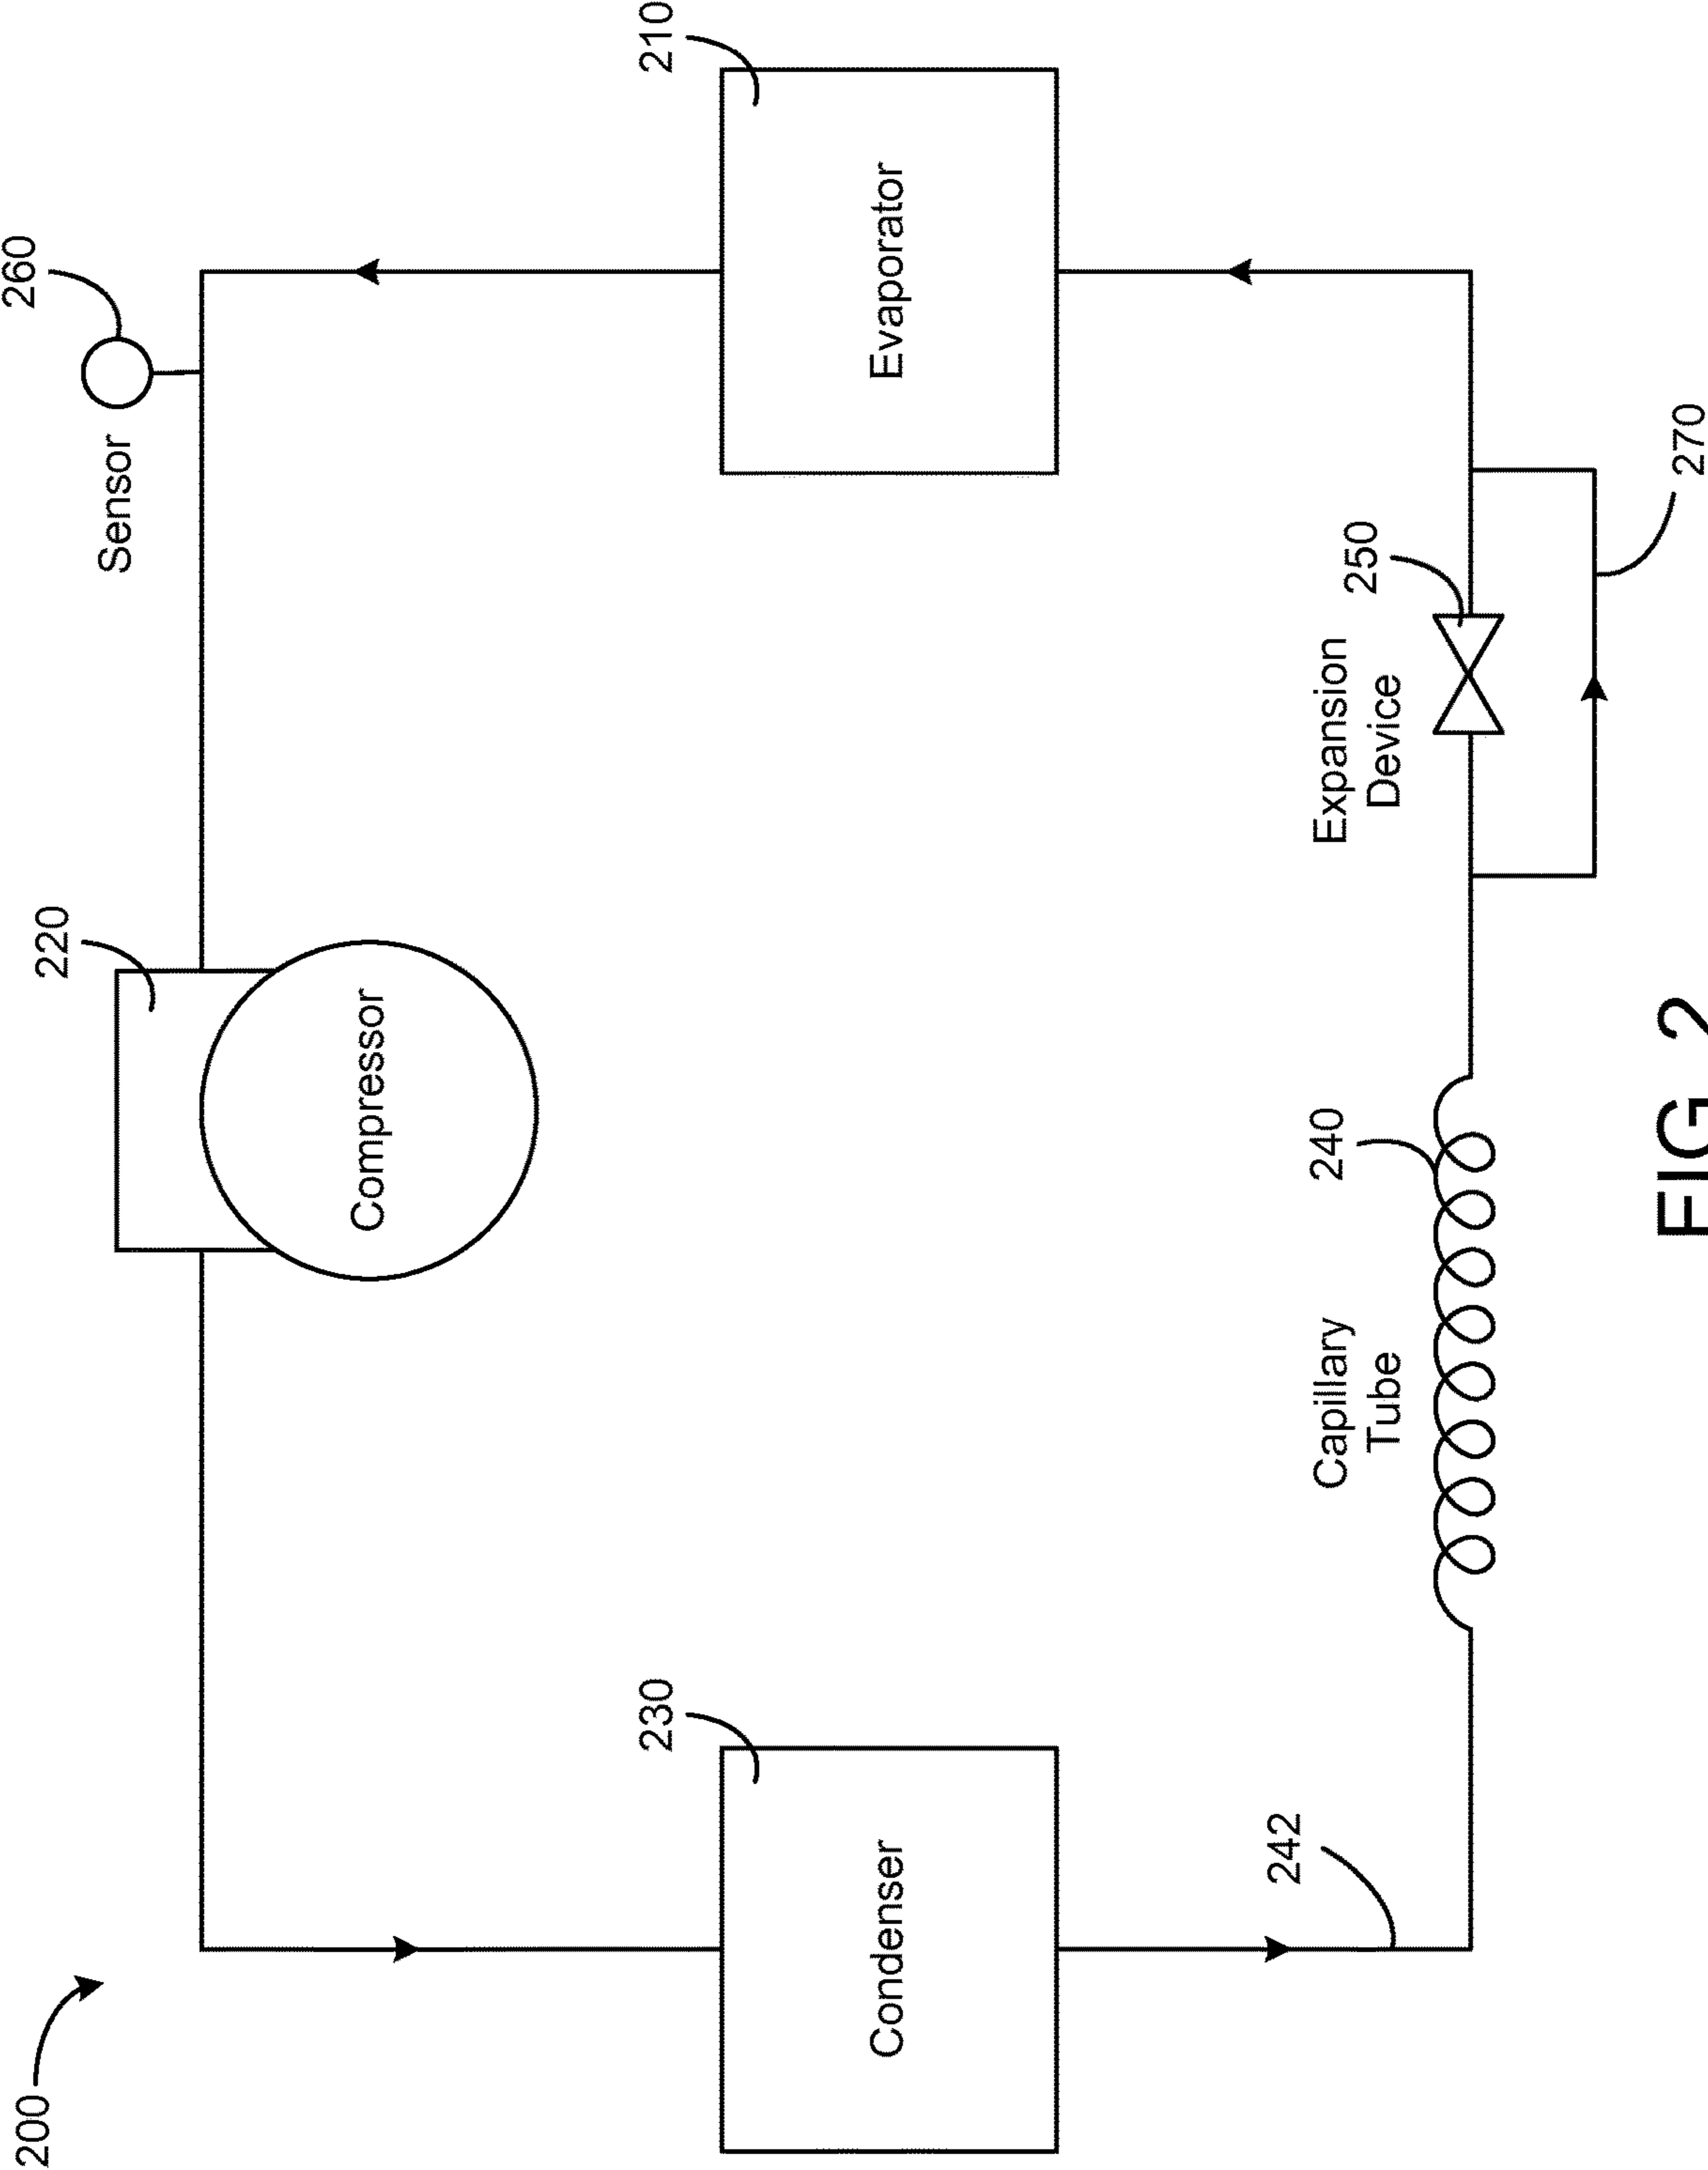 200
260
220
Sensor
Compressor
230
210
Condenser
Evaporator
242
Capillary
Tube
240
Expansion
Device
250
270
FIG 2